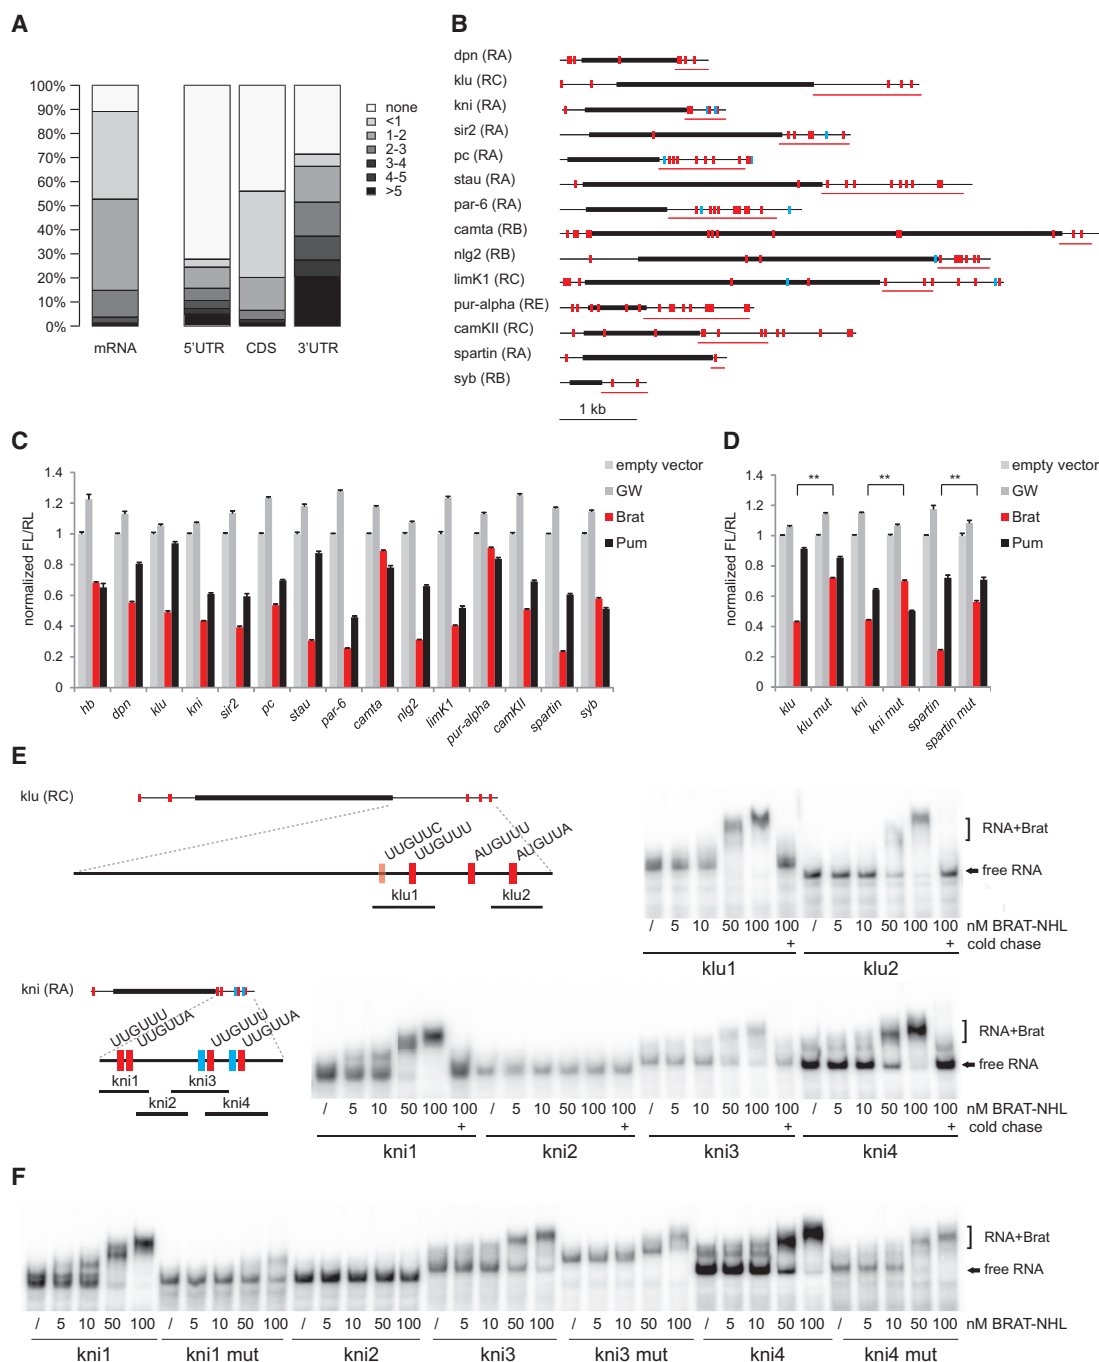 A
100%
90%
80%
70%
60%
50%
40%
30%
20%
10%
0%
mRNA
5'UTR
CDS
3'UTR
none
<1
1-2
2-3
3-4
4-5
>5
B
dpn (RA)
klu (RC)
kni (RA)
sir2 (RA)
pc (RA)
stau (RA)
par-6 (RA)
camta (RB)
nlg2 (RB)
limK1 (RC)
pur-alpha (RE)
camKII (RC)
spartin (RA)
syb (RB)
1 kb
C
normalized FL/RL
1.4
1.2
1
0.8
0.6
0.4
0.2
0
hb
dpn
klu
kni
sir2
pc
stau
par-6
camta
nlg2
limK1
pur-alpha
camKII
spartin
syb
empty vector
GW
Brat
Pum
D
normalized FL/RL
1.4
1.2
1
0.8
0.6
0.4
0.2
0
**
**
**
klu
klu mut
kni
kni mut
spartin
spartin mut
empty vector
GW
Brat
Pum
E
klu (RC)
UUGUUC
UUGUUU
AUGUUU
AUGUUA
klu1
klu2
RNA+Brat
free RNA
/ 5 10 50 100 100 / 5 10 50 100 100 nM BRAT-NHL
+ + cold chase
klu1 klu2
kni (RA)
UUGUUU
UUGUUA
UUGUUU
UUGUUA
kni1
kni3
kni2
kni4
RNA+Brat
free RNA
/ 5 10 50 100 100 / 5 10 50 100 100 / 5 10 50 100 100 / 5 10 50 100 100 nM BRAT-NHL
+ + + + cold chase
kni1 kni2 kni3 kni4
F
RNA+Brat
free RNA
/ 5 10 50 100 / 5 10 50 100 / 5 10 50 100 / 5 10 50 100 / 5 10 50 100 / 5 10 50 100 / 5 10 50 100 nM BRAT-NHL
kni1 kni1 mut kni2 kni3 kni3 mut kni4 kni4 mut